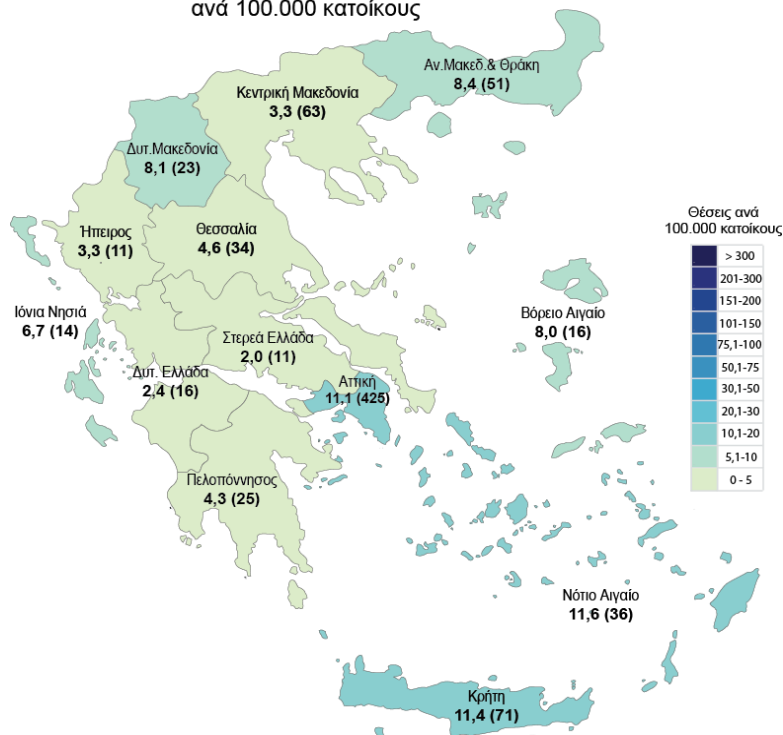 ανά 100.000 κατοίκους
Αν.Μακεδ.& Θράκη
8,4 (51)
Κεντρική Μακεδονία
3,3 (63)
Δυτ.Μακεδονία
8,1 (23)
Ήπειρος
3,3 (11)
Θεσσαλία
4,6 (34)
Ιόνια Νησιά
6,7 (14)
Στερεά Ελλάδα
2,0 (11)
Βόρειο Αιγαίο
8,0 (16)
Δυτ. Ελλάδα
2,4 (16)
Αττική
11,1 (425)
Πελοπόννησος
4,3 (25)
Νότιο Αιγαίο
11,6 (36)
Κρήτη
11,4 (71)
Θέσεις ανά
100.000 κατοίκους
> 300
201-300
151-200
101-150
75,1-100
50,1-75
30,1-50
20,1-30
10,1-20
5,1-10
0 - 5